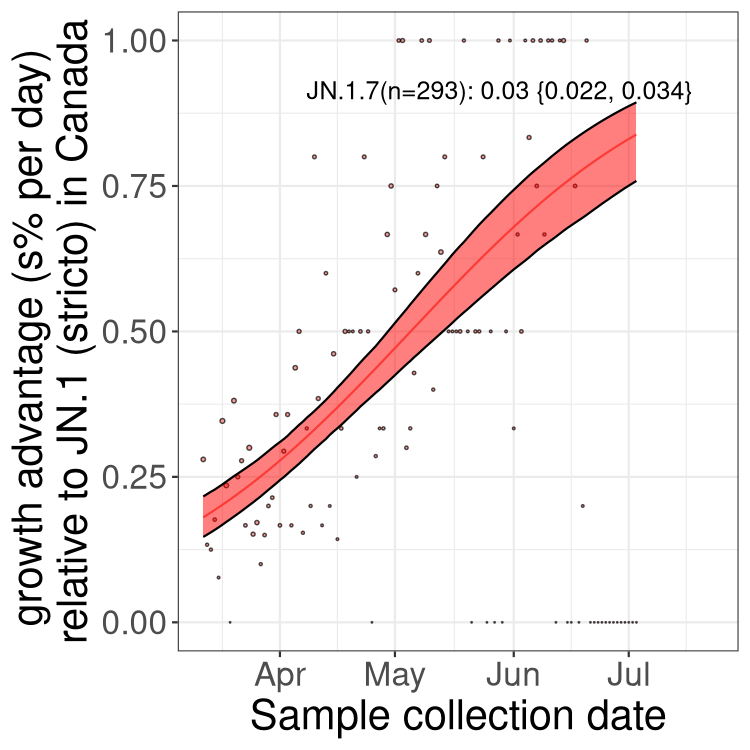 growth advantage (s% per day)
relative to JN.1 (stricto) in Canada
1.00
0.75
0.50
0.25
0.00
JN.1.7(n=293): 0.03 {0.022, 0.034}
Apr May Jun Jul
Sample collection date